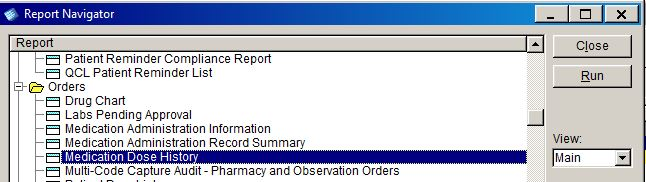 Report Navigator
Report
Close
Patient Reminder Compliance Report
QCL Patient Reminder List
Run
Orders
Drug Chart
Labs Pending Approval
Medication Administration Information
Medication Administration Record Summary
View:
Medication Dose History
Main
Multi-Code Capture Audit - Pharmacy and Observation Orders